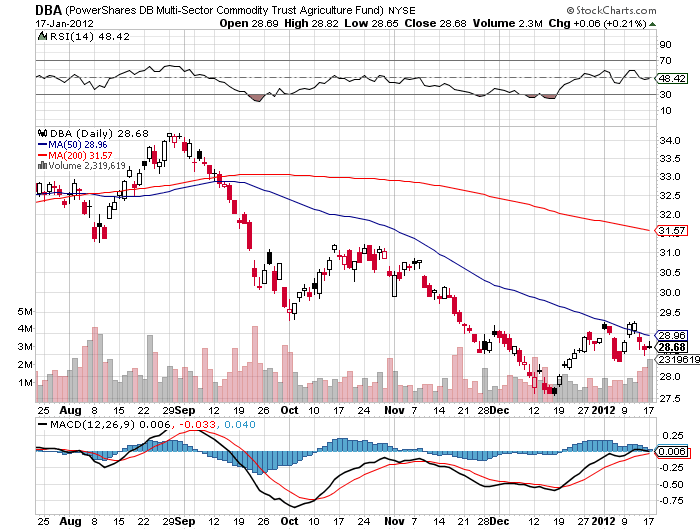 DBA (PowerShares DB Multi-Sector Commodity Trust Agriculture Fund) NYSE © StockCharts.com
17-Jan-2012 Open 28.69 High 28.82 Low 28.65 Close 28.68 Volume 2.3M Chg +0.06 (+0.21%)
RSI(14) 48.42
90
70
48.42
30
10
DBA (Daily) 28.68
MA(50) 28.96
MA(200) 31.57
Volume 2,319,619
34.0
33.5
33.0
32.5
32.0
31.57
31.0
30.5
30.0
29.5
28.96
28.68
2319619
28.0
27.5
5M
4M
3M
2M
1M
25 Aug 8 15 22 29 Sep 12 19 26 Oct 10 17 24 Nov 7 14 21 28 Dec 12 19 27 2012 9 17
MACD(12,26,9) 0.006, -0.033, 0.040
0.25
0.006
-0.25
-0.50
-0.75
25 Aug 8 15 22 29 Sep 12 19 26 Oct 10 17 24 Nov 7 14 21 28 Dec 12 19 27 2012 9 17